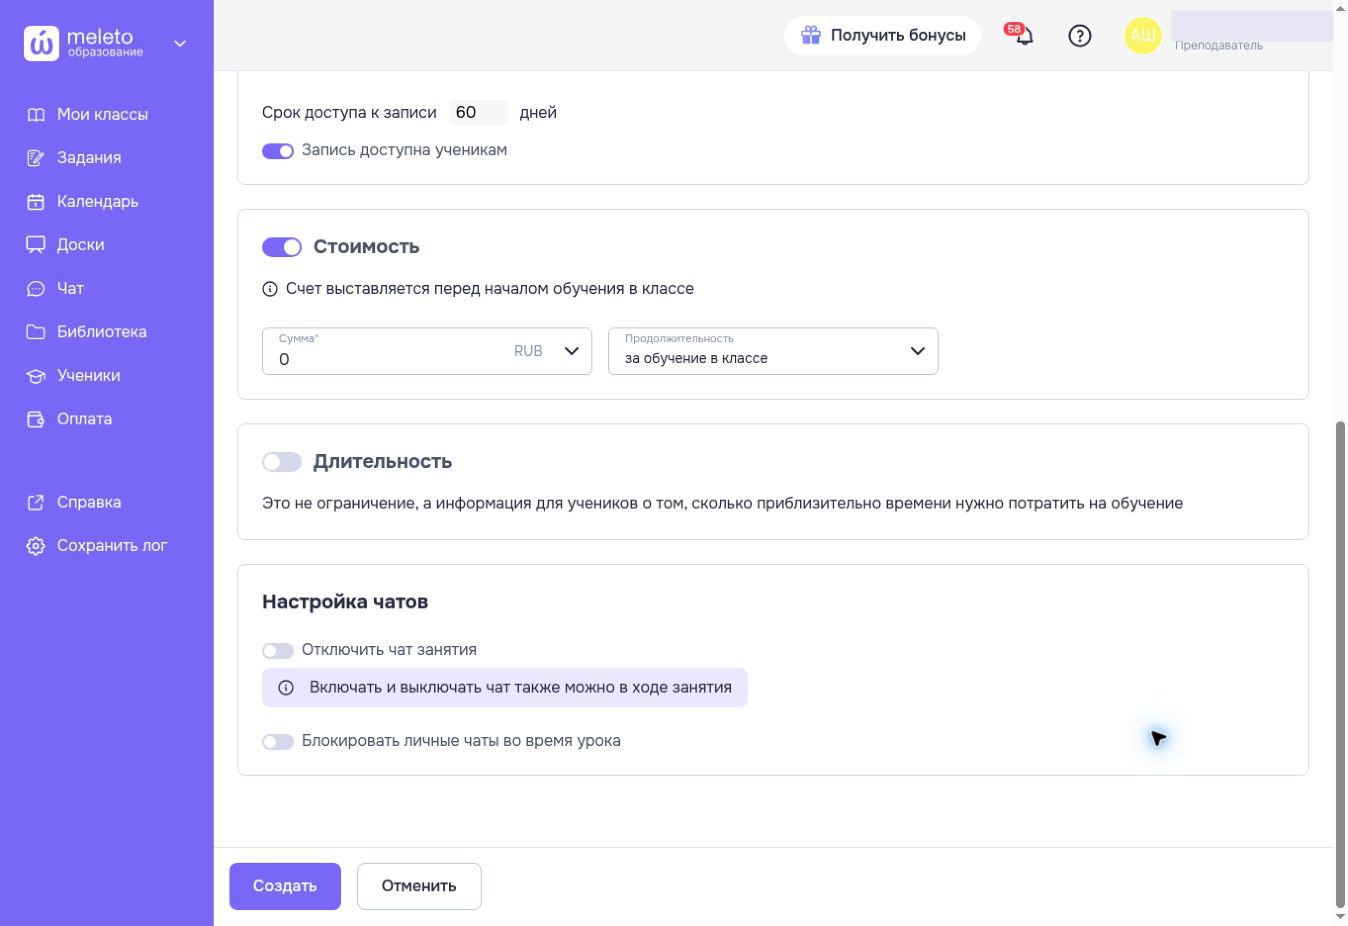 meleto
образование
Получить бонусы
58
АШ
Преподаватель
Мои классы
Задания
Календарь
Доски
Чат
Библиотека
Ученики
Оплата
Справка
Сохранить лог
Срок доступа к записи 60 дней
Запись доступна ученикам
Стоимость
Счет выставляется перед началом обучения в классе
Сумма*
0 RUB
Продолжительность
за обучение в классе
Длительность
Это не ограничение, а информация для учеников о том, сколько приблизительно времени нужно потратить на обучение
Настройка чатов
Отключить чат занятия
Включать и выключать чат также можно в ходе занятия
Блокировать личные чаты во время урока
Создать
Отменить